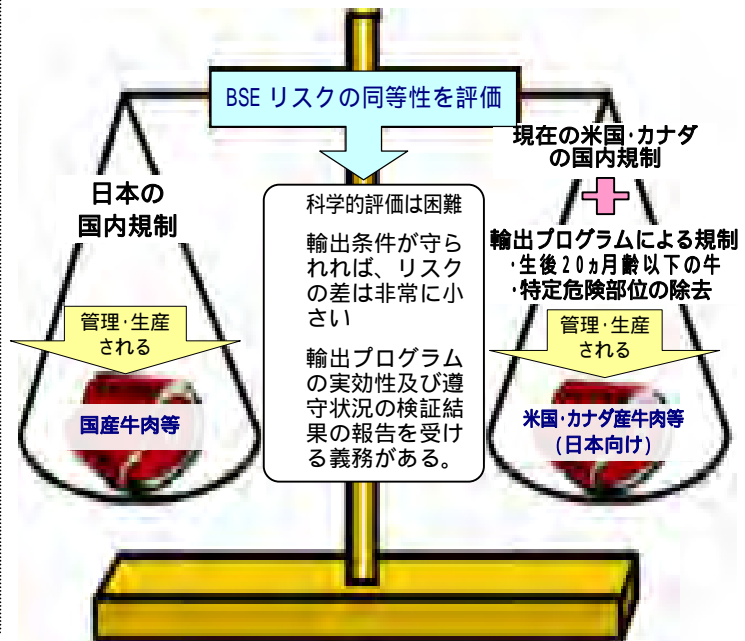 BSE リスクの同等性を評価
日本の
国内規制
管理･生産
される
国産牛肉等
科学的評価は困難
輸出条件が守ら
れれば、リスク
の差は非常に小
さい
輸出プログラム
の実効性及び遵
守状況の検証結
果の報告を受け
る義務がある。
現在の米国･カナダ
の国内規制
輸出プログラムによる規制
･生後20ヵ月齢以下の牛
･特定危険部位の除去
管理･生産
される
米国･カナダ産牛肉等
(日本向け)